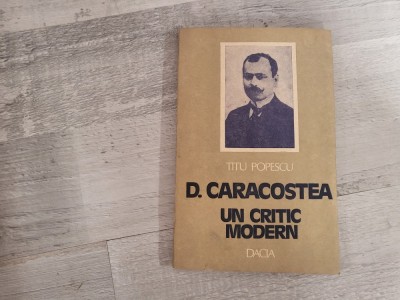 TITU POPESCU
D. CARACOSTEA
UN CRITIC
MODERN
DACIA